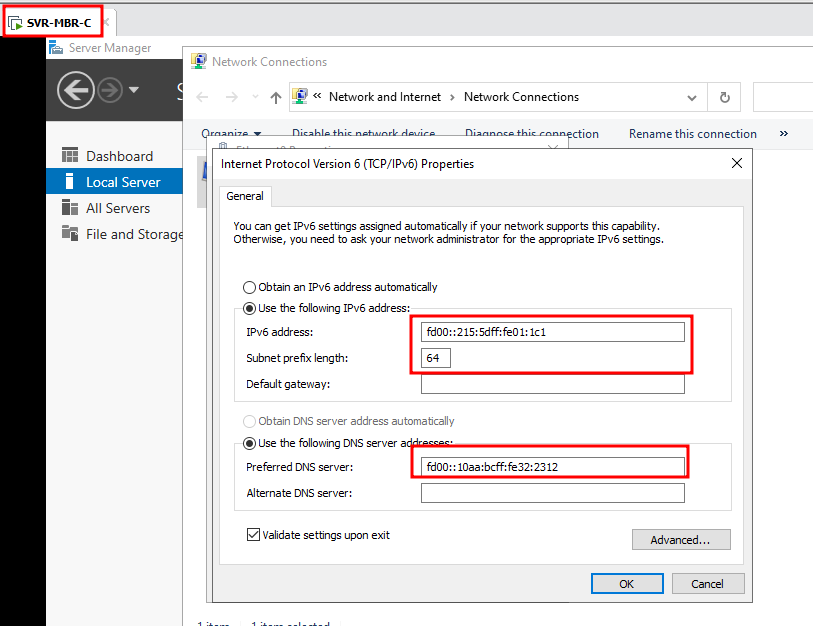 SVR-MBR-C
Server Manager
Network Connections
Network and Internet
Network Connections
Organize
Disable this network device
Diagnose this connection
Rename this connection
»
Dashboard
Local Server
All Servers
File and Storage
Internet Protocol Version 6 (TCP/IPv6) Properties
General
You can get IPv6 settings assigned automatically if your network supports this capability.
Otherwise, you need to ask your network administrator for the appropriate IPv6 settings.
Obtain an IPv6 address automatically
Use the following IPv6 address:
IPv6 address:
fd00::215:5dff:fe01:1c1
Subnet prefix length:
64
Default gateway:
Obtain DNS server address automatically
Use the following DNS server addresses:
Preferred DNS server:
fd00::10aa:bcff:fe32:2312
Alternate DNS server:
Validate settings upon exit
Advanced...
OK
Cancel
1 item
1 item selected